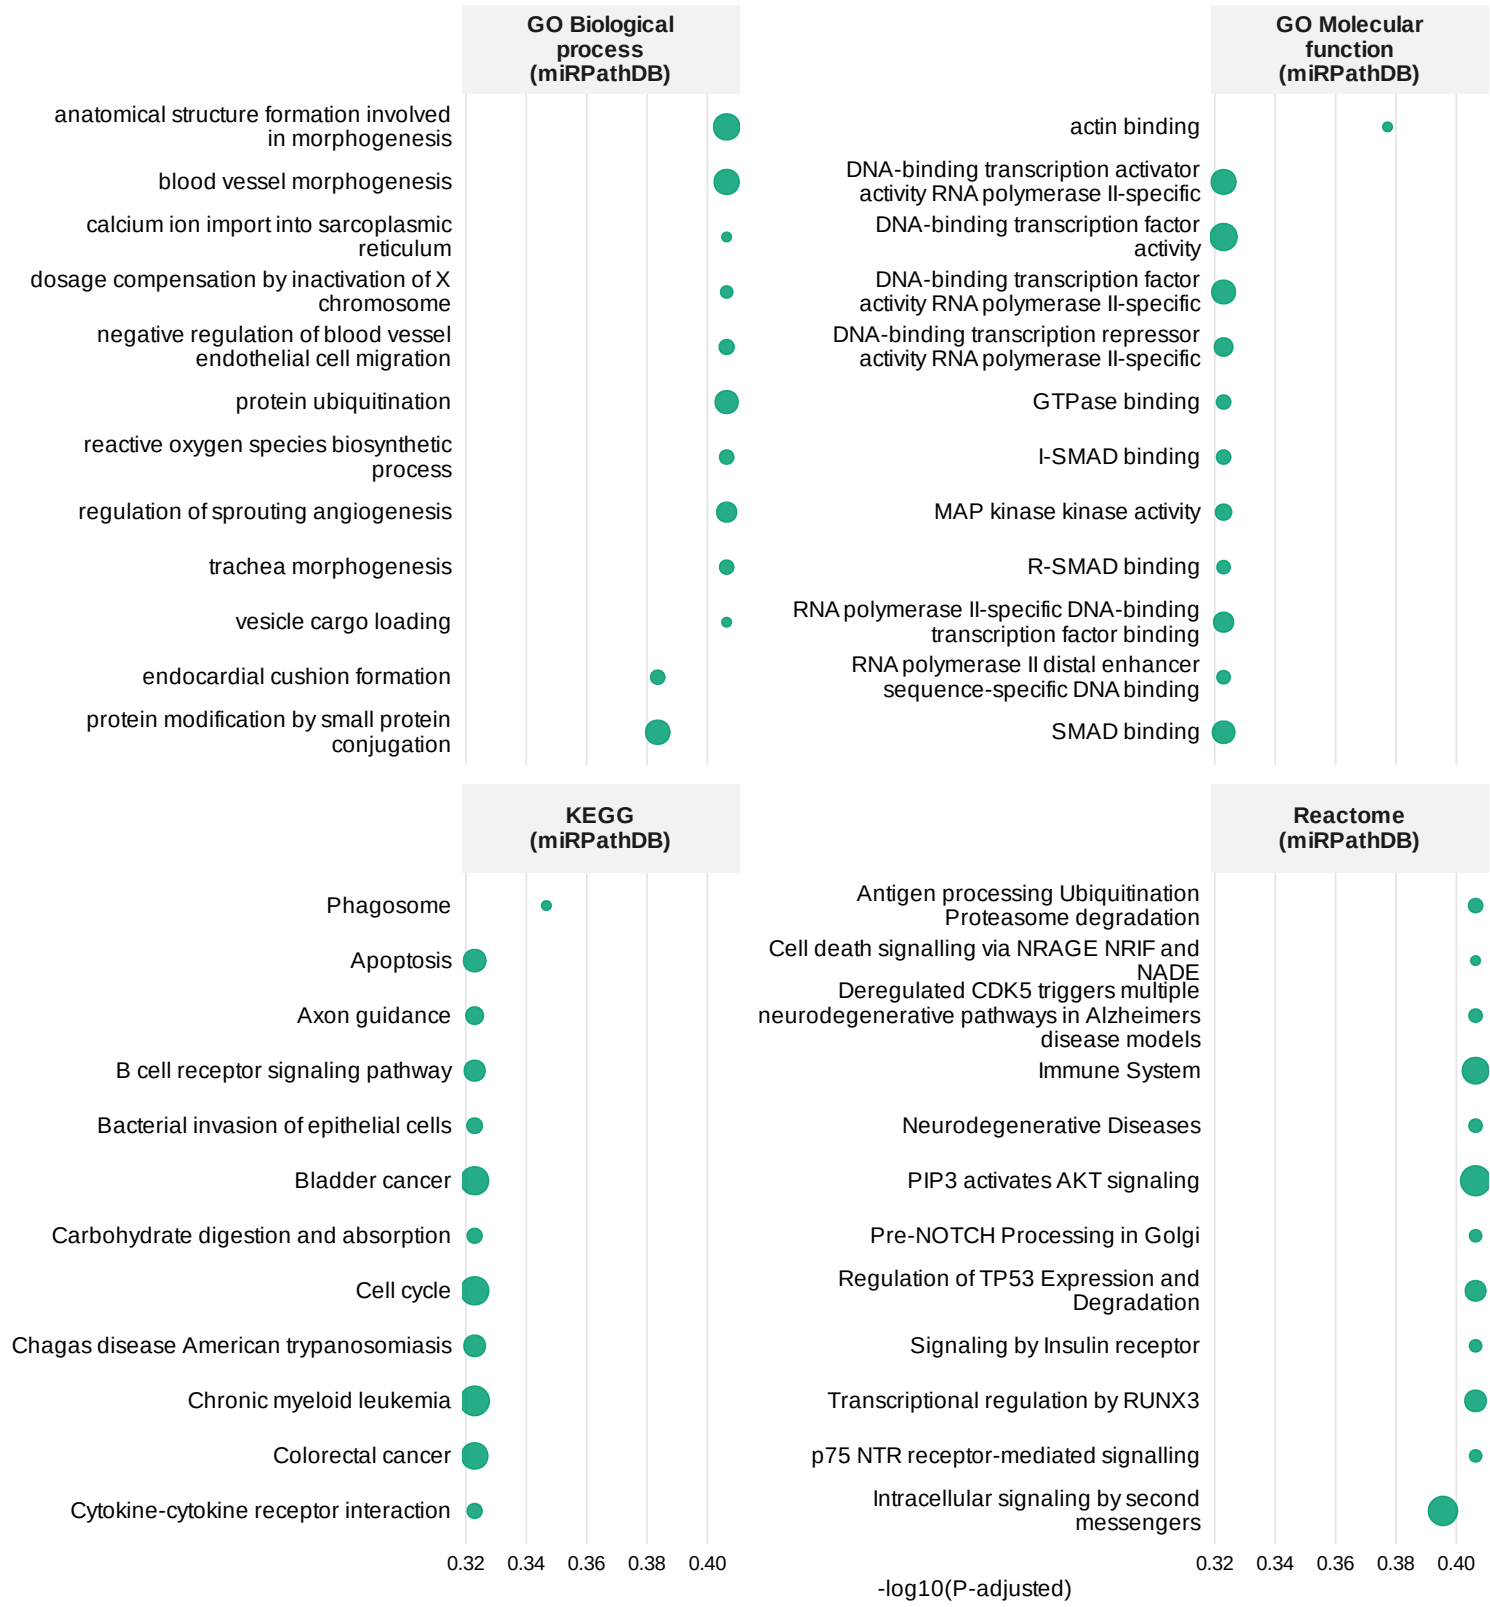 GO Biological
process
(miRPathDB)
anatomical structure formation involved
in morphogenesis
blood vessel morphogenesis
calcium ion import into sarcoplasmic
reticulum
dosage compensation by inactivation of X
chromosome
negative regulation of blood vessel
endothelial cell migration
protein ubiquitination
reactive oxygen species biosynthetic
process
regulation of sprouting angiogenesis
trachea morphogenesis
vesicle cargo loading
endocardial cushion formation
protein modification by small protein
conjugation
GO Molecular
function
(miRPathDB)
actin binding
DNA-binding transcription activator
activity RNA polymerase II-specific
DNA-binding transcription factor
activity
DNA-binding transcription factor
activity RNA polymerase II-specific
DNA-binding transcription repressor
activity RNA polymerase II-specific
GTPase binding
I-SMAD binding
MAP kinase kinase activity
R-SMAD binding
RNA polymerase II-specific DNA-binding
transcription factor binding
RNA polymerase II distal enhancer
sequence-specific DNA binding
SMAD binding
KEGG
(miRPathDB)
Phagosome
Apoptosis
Axon guidance
B cell receptor signaling pathway
Bacterial invasion of epithelial cells
Bladder cancer
Carbohydrate digestion and absorption
Cell cycle
Chagas disease American trypanosomiasis
Chronic myeloid leukemia
Colorectal cancer
Cytokine-cytokine receptor interaction
0.32 0.34 0.36 0.38 0.40
Reactome
(miRPathDB)
Antigen processing Ubiquitination
Proteasome degradation
Cell death signalling via NRAGE NRIF and
NADE
Deregulated CDK5 triggers multiple
neurodegenerative pathways in Alzheimers
disease models
Immune System
Neurodegenerative Diseases
PIP3 activates AKT signaling
Pre-NOTCH Processing in Golgi
Regulation of TP53 Expression and
Degradation
Signaling by Insulin receptor
Transcriptional regulation by RUNX3
p75 NTR receptor-mediated signalling
Intracellular signaling by second
messengers
0.32 0.34 0.36 0.38 0.40
-log10(P-adjusted)